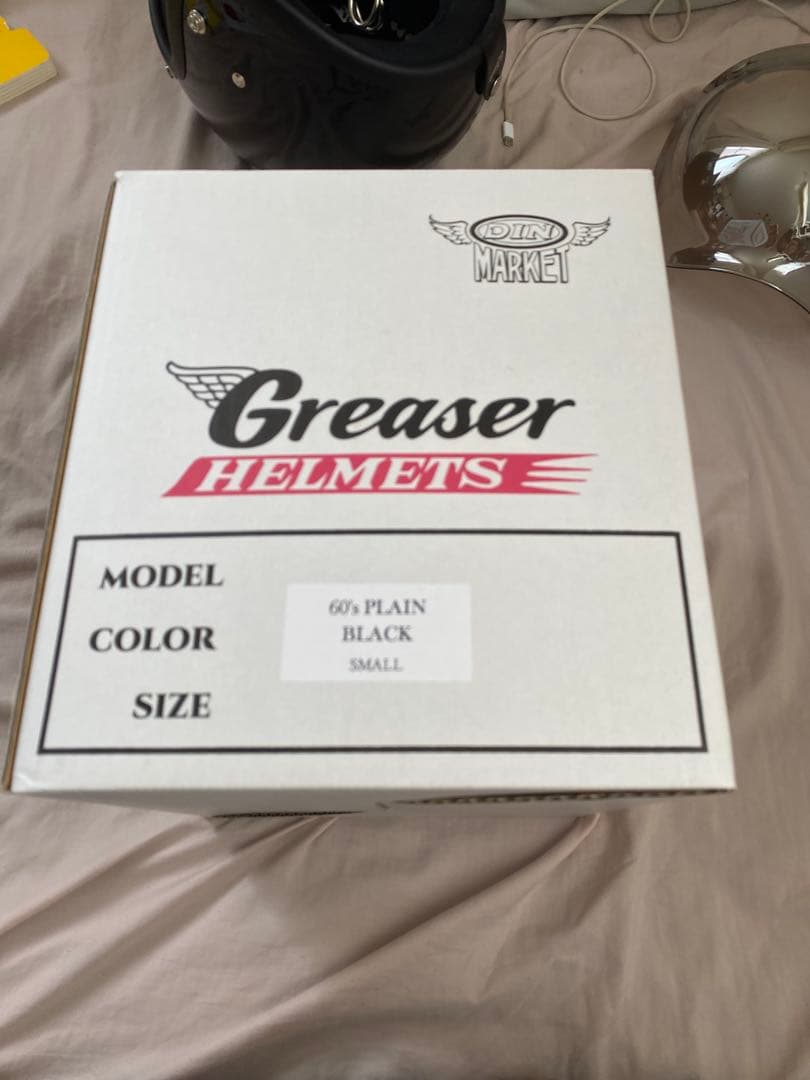 DIN
MARKET
Greaser
HELMETS
MODEL
60's PLAIN
COLOR
BLACK
SIZE
SMALL